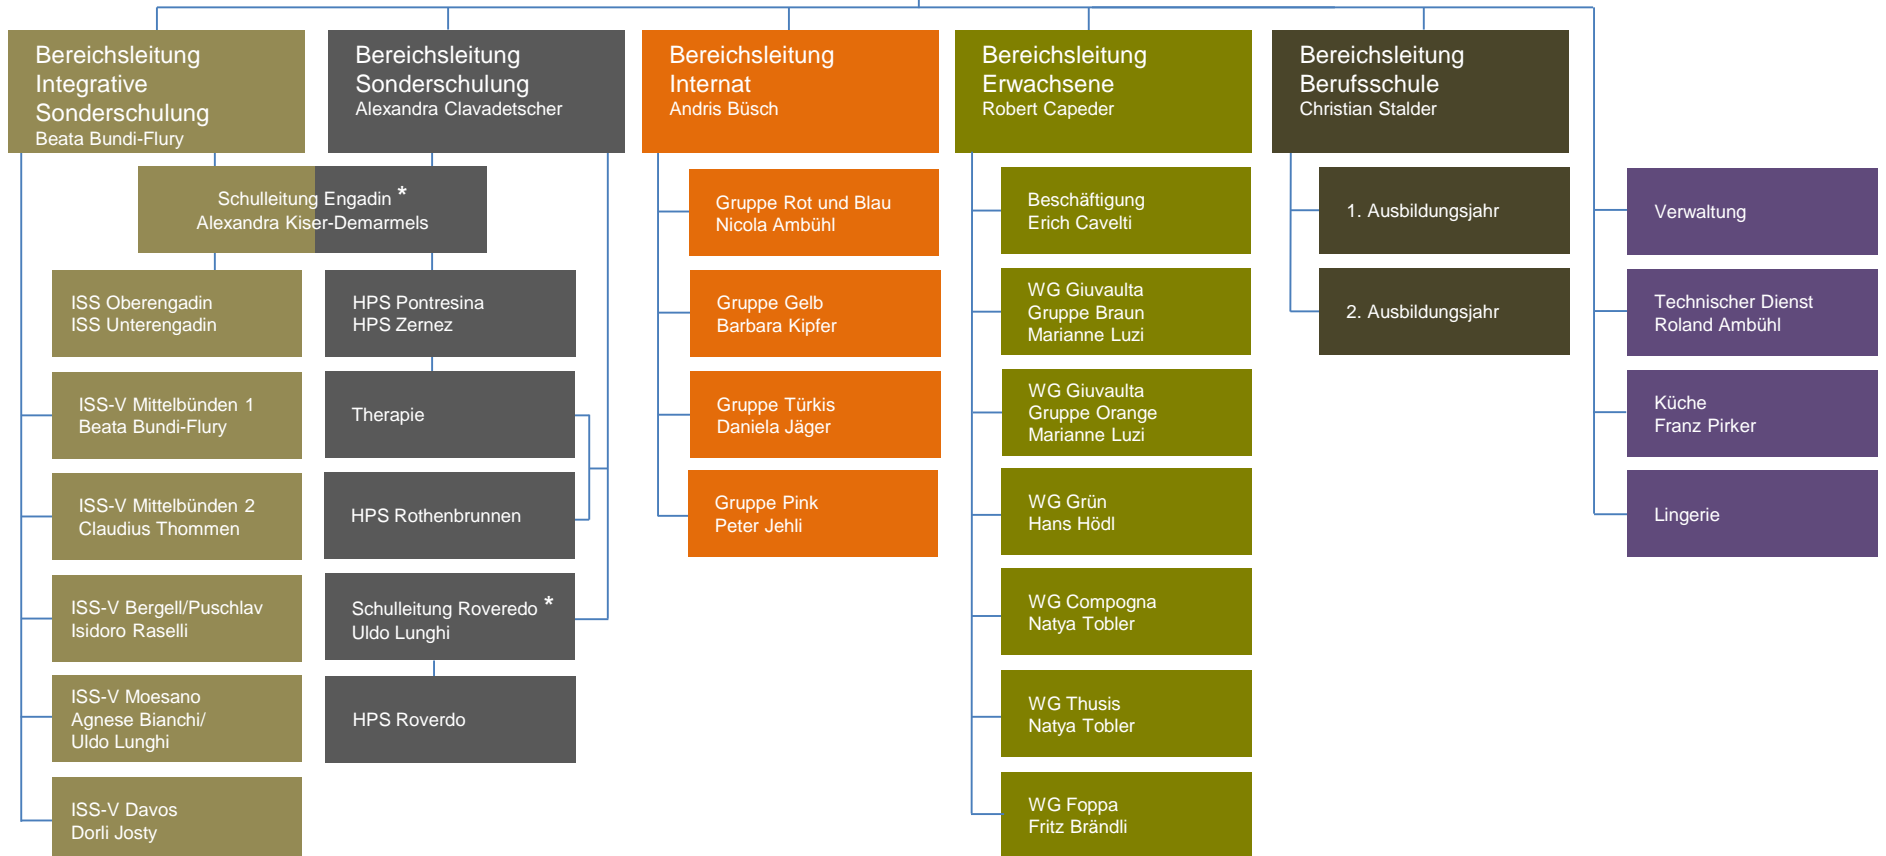 Bereichsleitung
Integrative
Sonderschulung
Beata Bundi-Flury
Bereichsleitung
Sonderschulung
Alexandra Clavadetscher
Bereichsleitung
Internat
Andris Büsch
Bereichsleitung
Erwachsene
Robert Capeder
Bereichsleitung
Berufsschule
Christian Stalder
Schulleitung Engadin *
Alexandra Kiser-Demarmels
ISS Oberengadin
ISS Unterengadin
ISS-V Mittelbünden 1
Beata Bundi-Flury
ISS-V Mittelbünden 2
Claudius Thommen
ISS-V Bergell/Puschlav
Isidoro Raselli
ISS-V Moesano
Agnese Bianchi/
Uldo Lunghi
ISS-V Davos
Dorli Josty
HPS Pontresina
HPS Zernez
Therapie
HPS Rothenbrunnen
Schulleitung Roveredo *
Uldo Lunghi
HPS Roverdo
Gruppe Rot und Blau
Nicola Ambühl
Gruppe Gelb
Barbara Kipfer
Gruppe Türkis
Daniela Jäger
Gruppe Pink
Peter Jehli
Beschäftigung
Erich Cavelti
WG Giuvaulta
Gruppe Braun
Marianne Luzi
WG Giuvaulta
Gruppe Orange
Marianne Luzi
WG Grün
Hans Hödl
WG Compogna
Natya Tobler
WG Thusis
Natya Tobler
WG Foppa
Fritz Brändli
1. Ausbildungsjahr
2. Ausbildungsjahr
Verwaltung
Technischer Dienst
Roland Ambühl
Küche
Franz Pirker
Lingerie